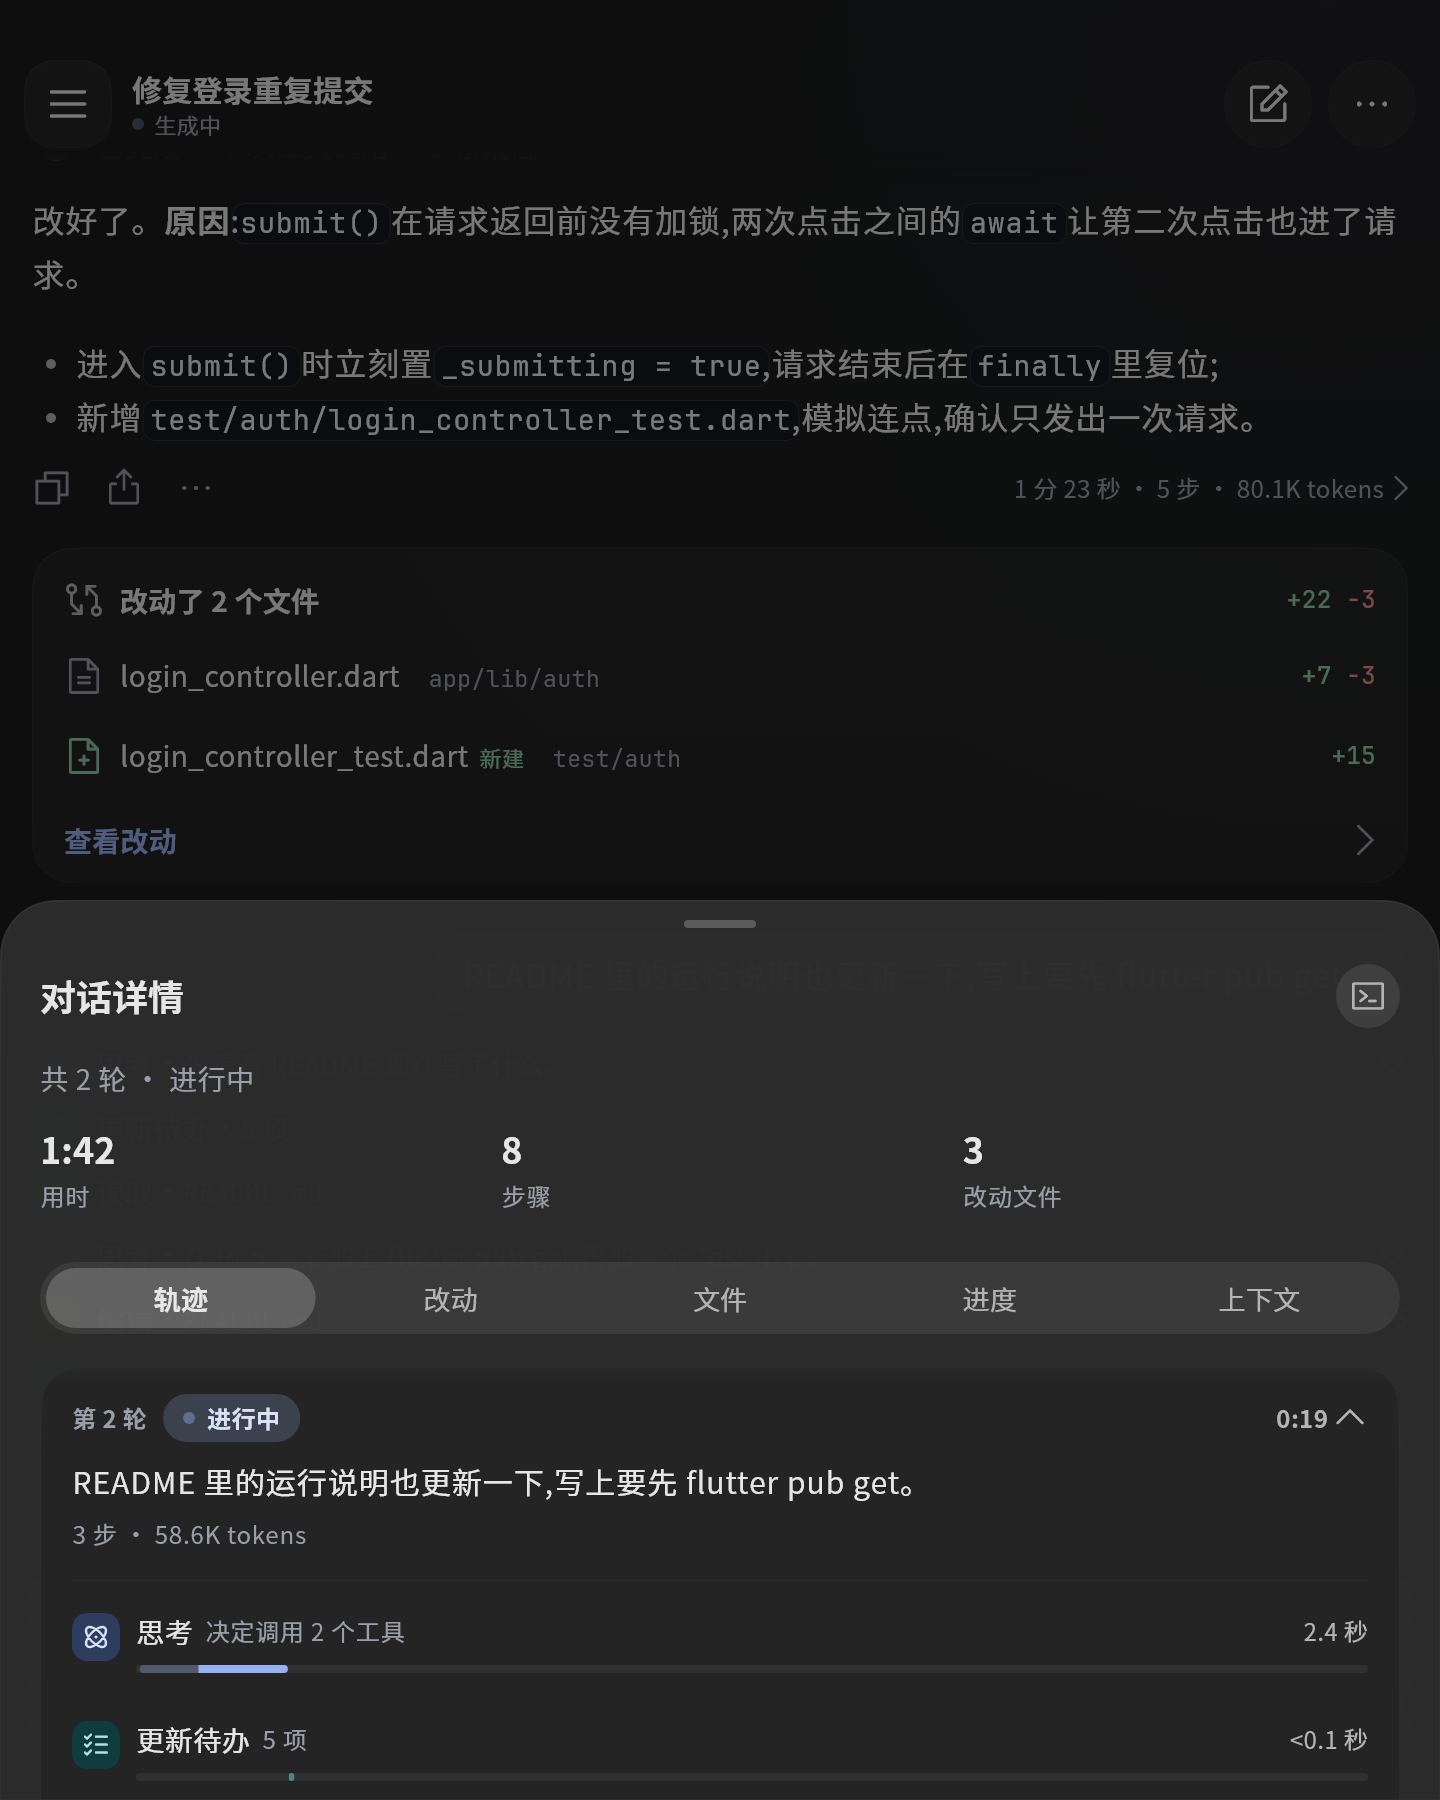 修复登录重复提交
生成中
改好了。原因:submit()在请求返回前没有加锁,两次点击之间的await让第二次点击也进了请
求。
• 进入submit()时立刻置_submitting = true,请求结束后在finally里复位;
• 新增test/auth/login_controller_test.dart,模拟连点,确认只发出一次请求。
1 分 23 秒 · 5 步 · 80.1K tokens
改动了 2 个文件 +22 -3
login_controller.dart app/lib/auth +7 -3
login_controller_test.dart 新建 test/auth +15
查看改动
对话详情
共 2 轮 · 进行中
1:42 8 3
用时 步骤 改动文件
轨迹 改动 文件 进度 上下文
第 2 轮 进行中 0:19
README 里的运行说明也更新一下,写上要先 flutter pub get。
3 步 · 58.6K tokens
思考 决定调用 2 个工具 2.4 秒
更新待办 5 项 <0.1 秒